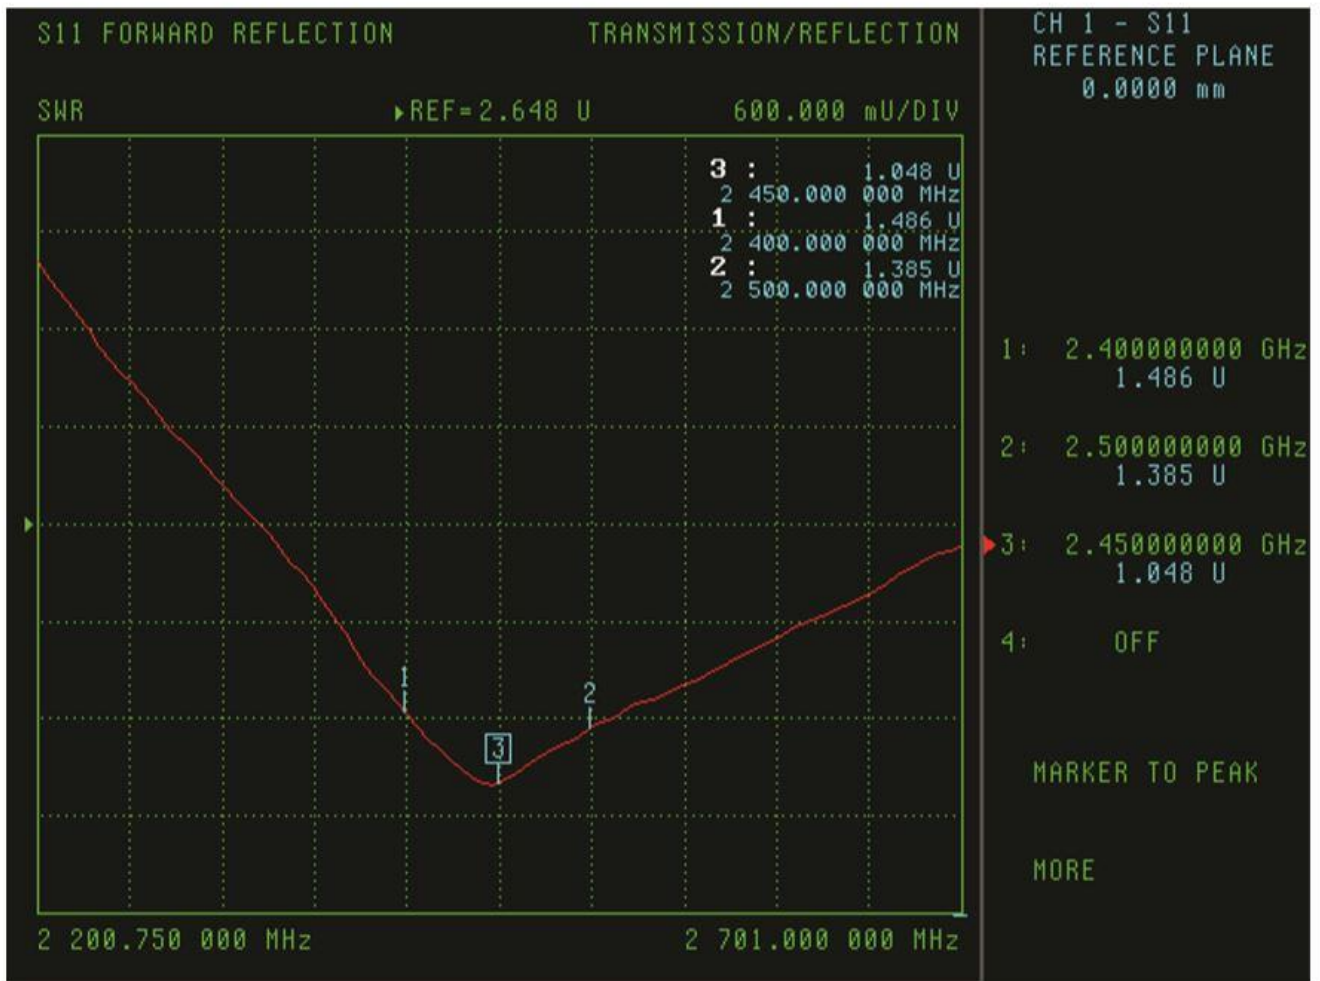 S11 FORWARD REFLECTION TRANSMISSION/REFLECTION
SWR ▸REF=2.648 U 600.000 mU/DIV
3 : 1.048 U
2 450.000 000 MHz
1 : 1.486 U
2 400.000 000 MHz
2 : 1.385 U
2 500.000 000 MHz
1
2
3
2 200.750 000 MHz 2 701.000 000 MHz
CH 1 - S11
REFERENCE PLANE
0.0000 mm
1: 2.400000000 GHz
1.486 U
2: 2.500000000 GHz
1.385 U
3: 2.450000000 GHz
1.048 U
4: OFF
MARKER TO PEAK
MORE